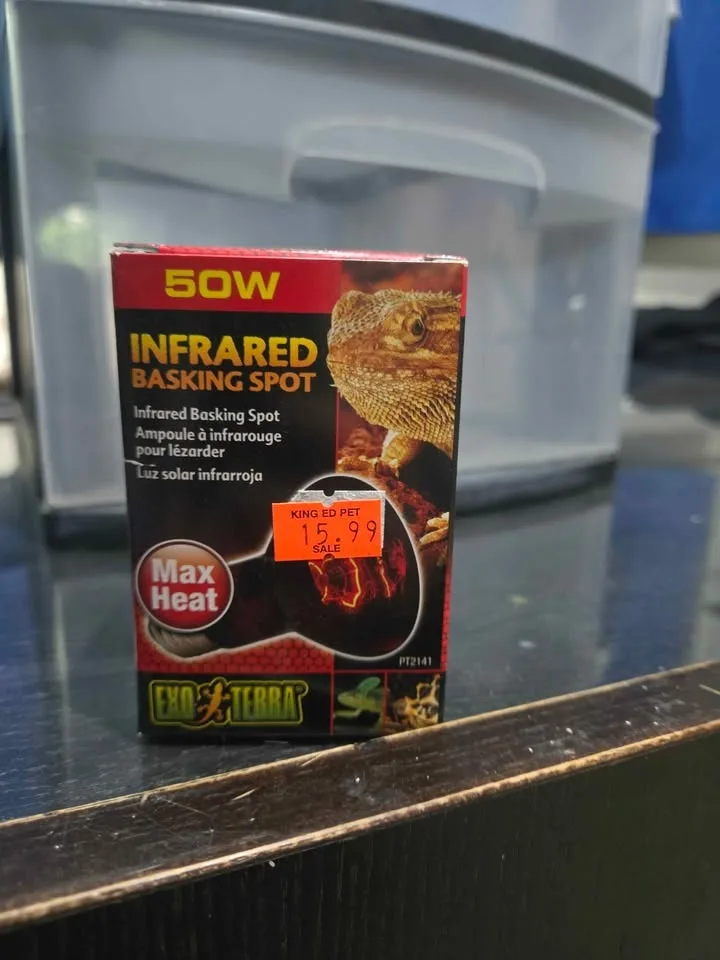 50W
INFRARED
BASKING SPOT
Infrared Basking Spot
Ampoule à infrarouge
pour lézarder
Luz solar infrarroja
KING ED PET
15.99
SALE
Max
Heat
PT2141
EXO TERRA